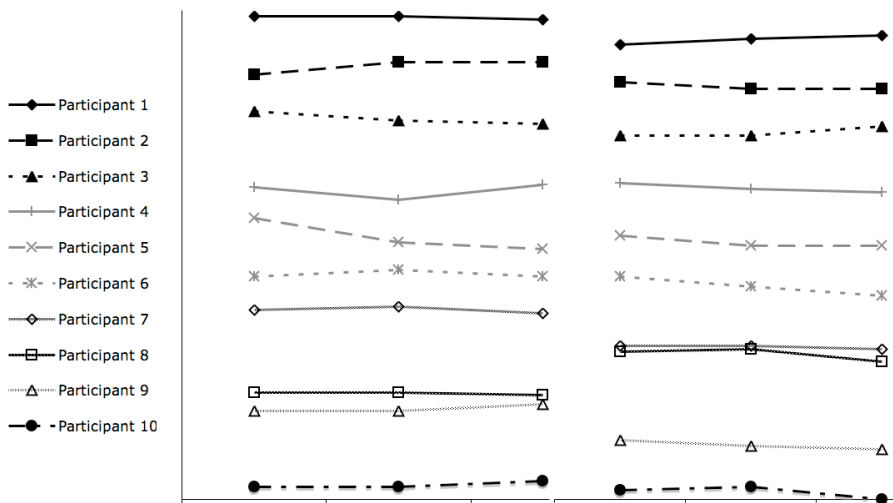 Participant 1
Participant 2
Participant 3
Participant 4
Participant 5
Participant 6
Participant 7
Participant 8
Participant 9
Participant 10